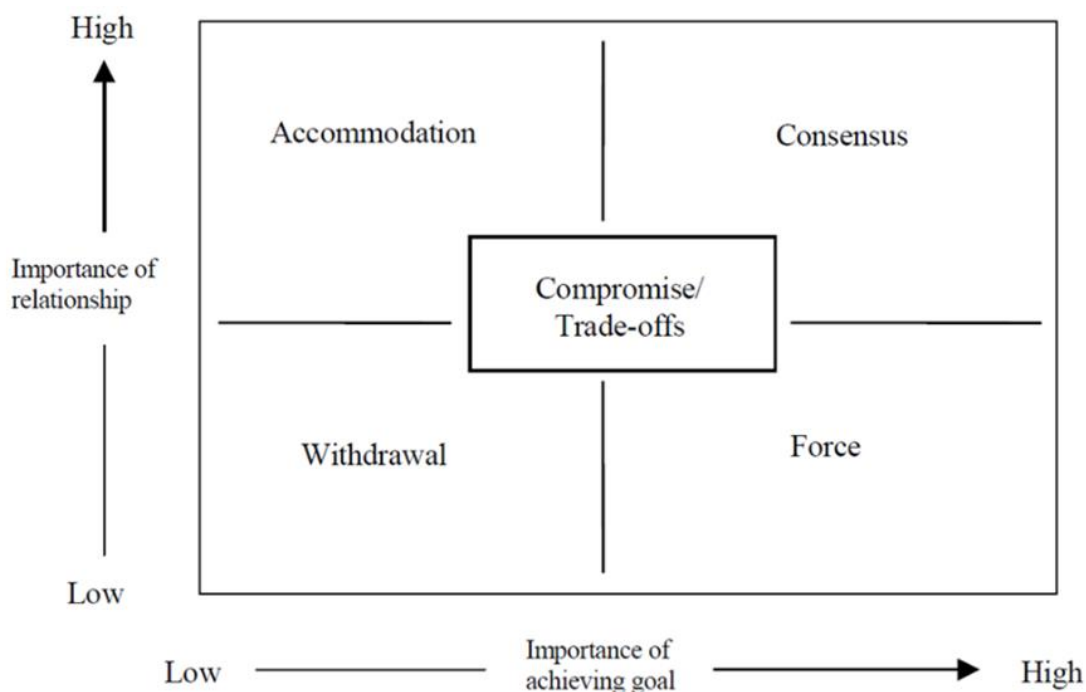 High
Accommodation
Consensus
Importance of
relationship
Compromise/
Trade-offs
Withdrawal
Force
Low
Low
Importance of
achieving goal
High